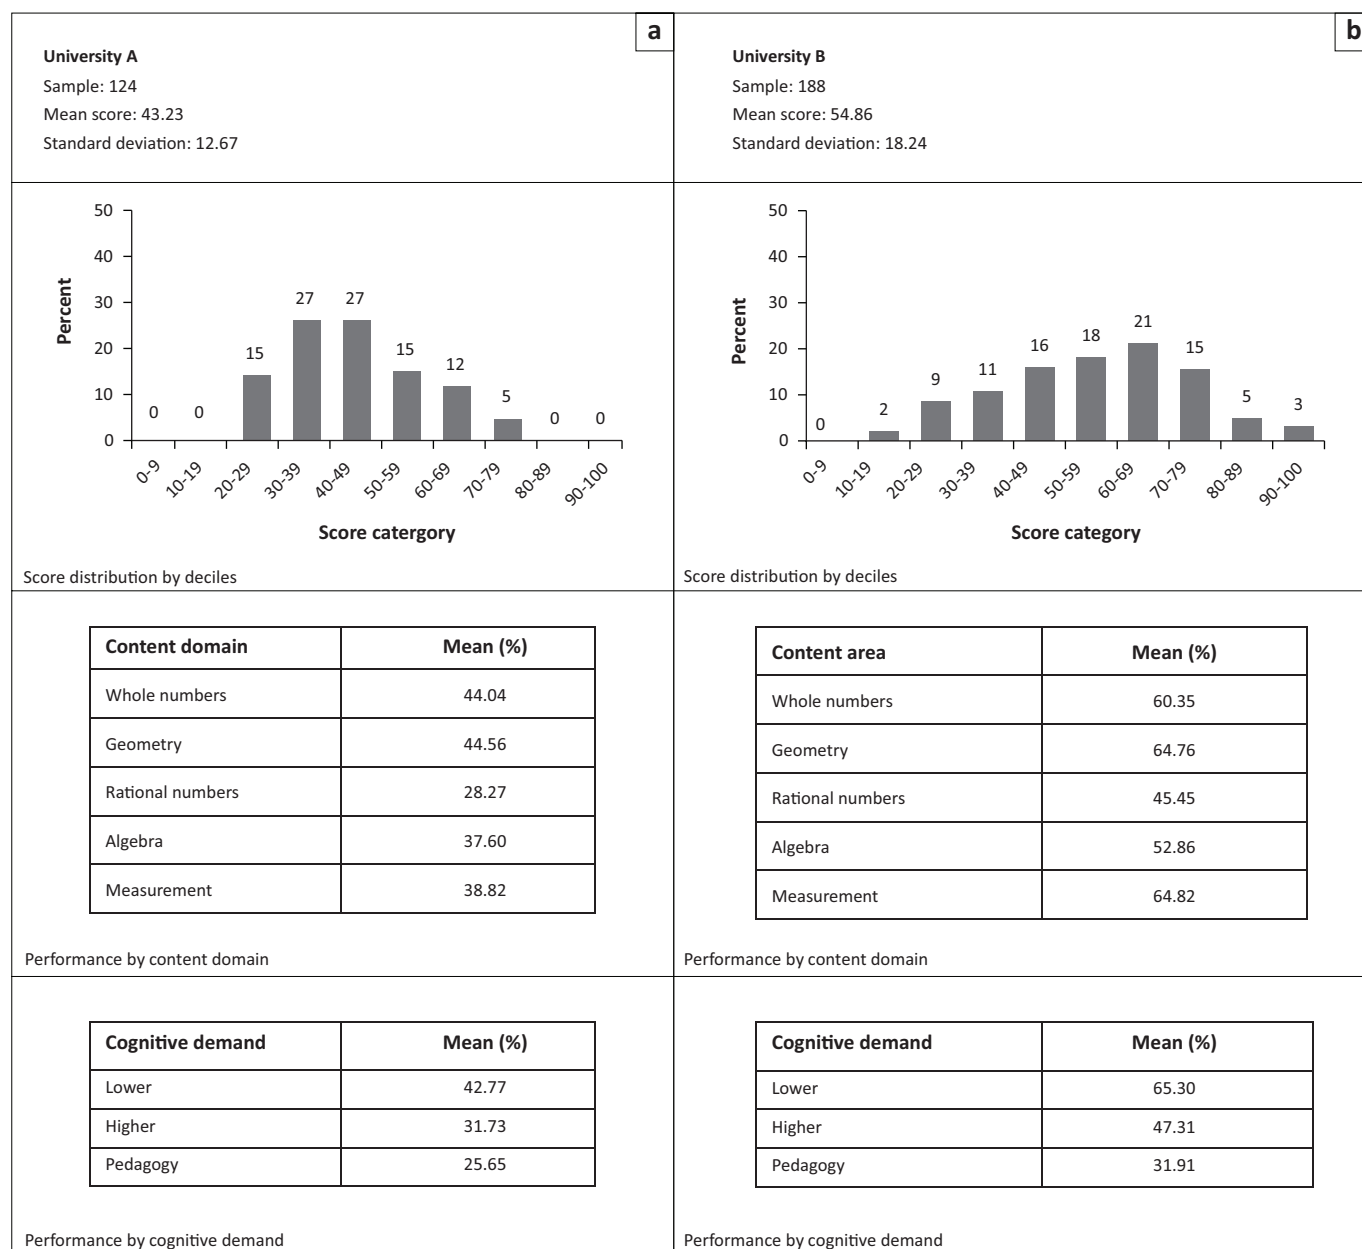 a
University A
Sample: 124
Mean score: 43.23
Standard deviation: 12.67
50
40
30
20
10
0
Percent
0 0 15 27 27 15 12 5 0 0
0-9 10-19 20-29 30-39 40-49 50-59 60-69 70-79 80-89 90-100
Score catergory
Score distribution by deciles
Content domain Mean (%)
Whole numbers 44.04
Geometry 44.56
Rational numbers 28.27
Algebra 37.60
Measurement 38.82
Performance by content domain
Cognitive demand Mean (%)
Lower 42.77
Higher 31.73
Pedagogy 25.65
Performance by cognitive demand
b
University B
Sample: 188
Mean score: 54.86
Standard deviation: 18.24
50
40
30
20
10
0
Percent
0 2 9 11 16 18 21 15 5 3
0-9 10-19 20-29 30-39 40-49 50-59 60-69 70-79 80-89 90-100
Score category
Score distribution by deciles
Content area Mean (%)
Whole numbers 60.35
Geometry 64.76
Rational numbers 45.45
Algebra 52.86
Measurement 64.82
Performance by content domain
Cognitive demand Mean (%)
Lower 65.30
Higher 47.31
Pedagogy 31.91
Performance by cognitive demand